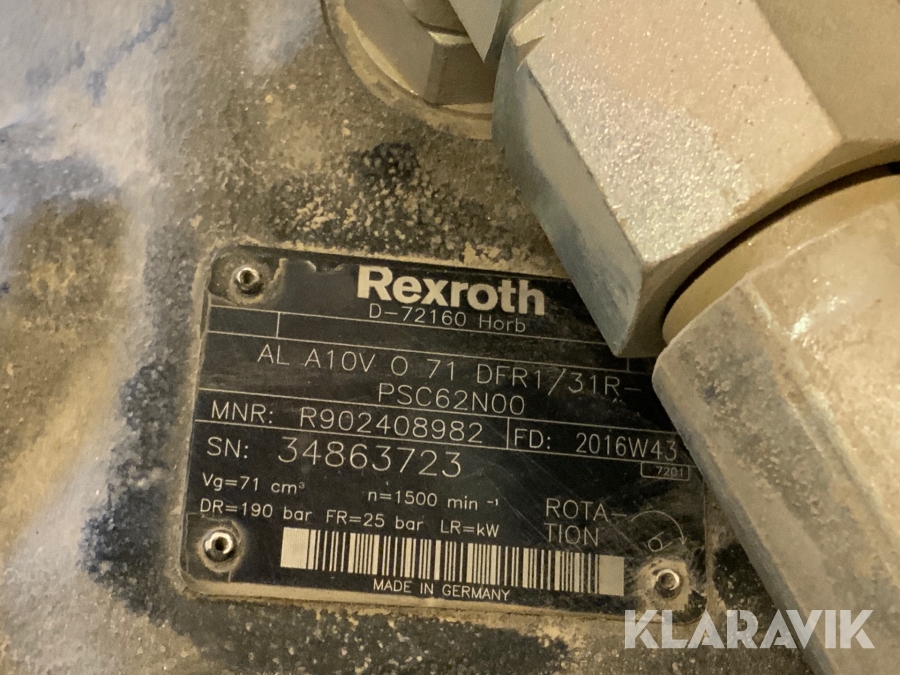 Rexroth
D-72160 Horb
AL A10V O 71 DFR1/31R-
PSC62N00
MNR: R902408982 FD: 2016W43
SN: 34863723 7201
Vg=71 cm³ n=1500 min ⁻¹
DR=190 bar FR=25 bar LR=kW
ROTA-
TION
MADE IN GERMANY
KLARAVIK